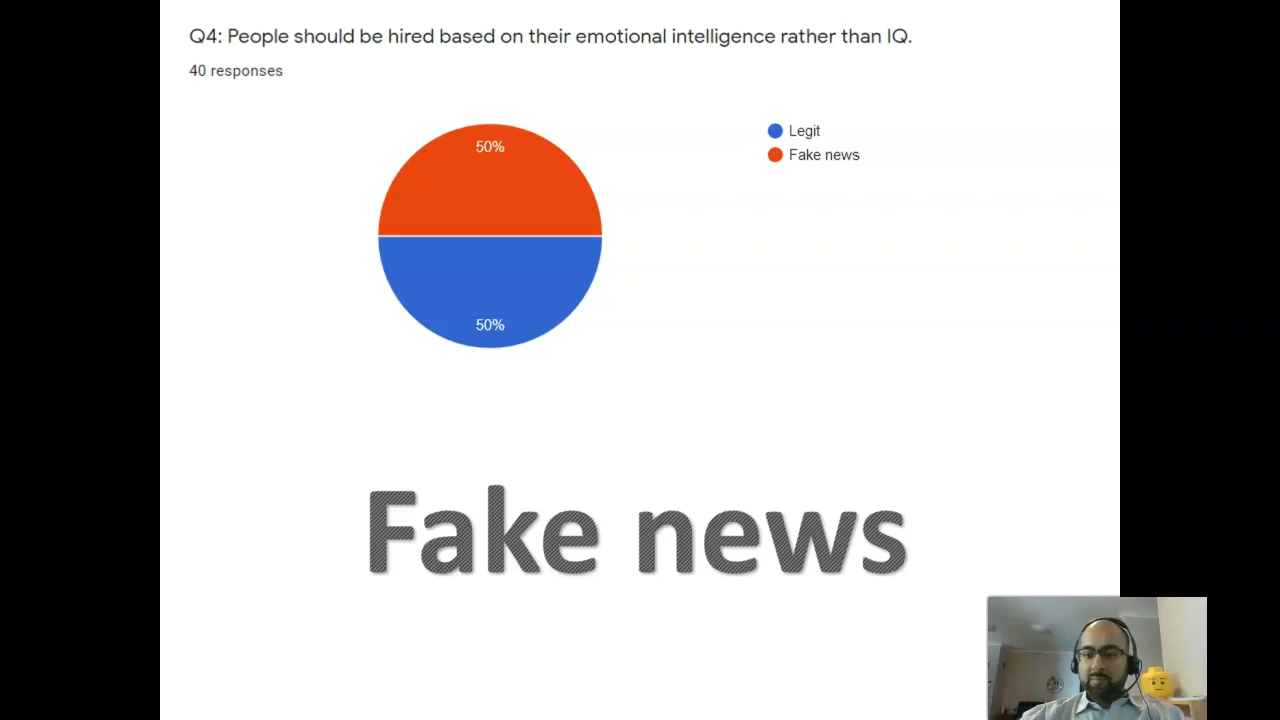 Q4: People should be hired based on their emotional intelligence rather than IQ.
40 responses
50%
Legit
Fake news
50%
Fake news